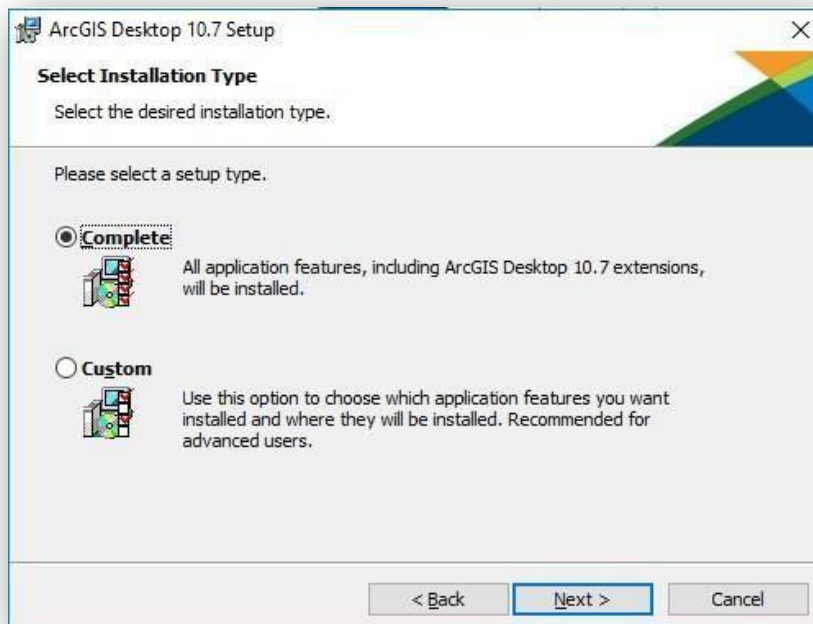 ArcGIS Desktop 10.7 Setup
Select Installation Type
Select the desired installation type.
Please select a setup type.
Complete
All application features, including ArcGIS Desktop 10.7 extensions,
will be installed.
Custom
Use this option to choose which application features you want
installed and where they will be installed. Recommended for
advanced users.
< Back
Next >
Cancel